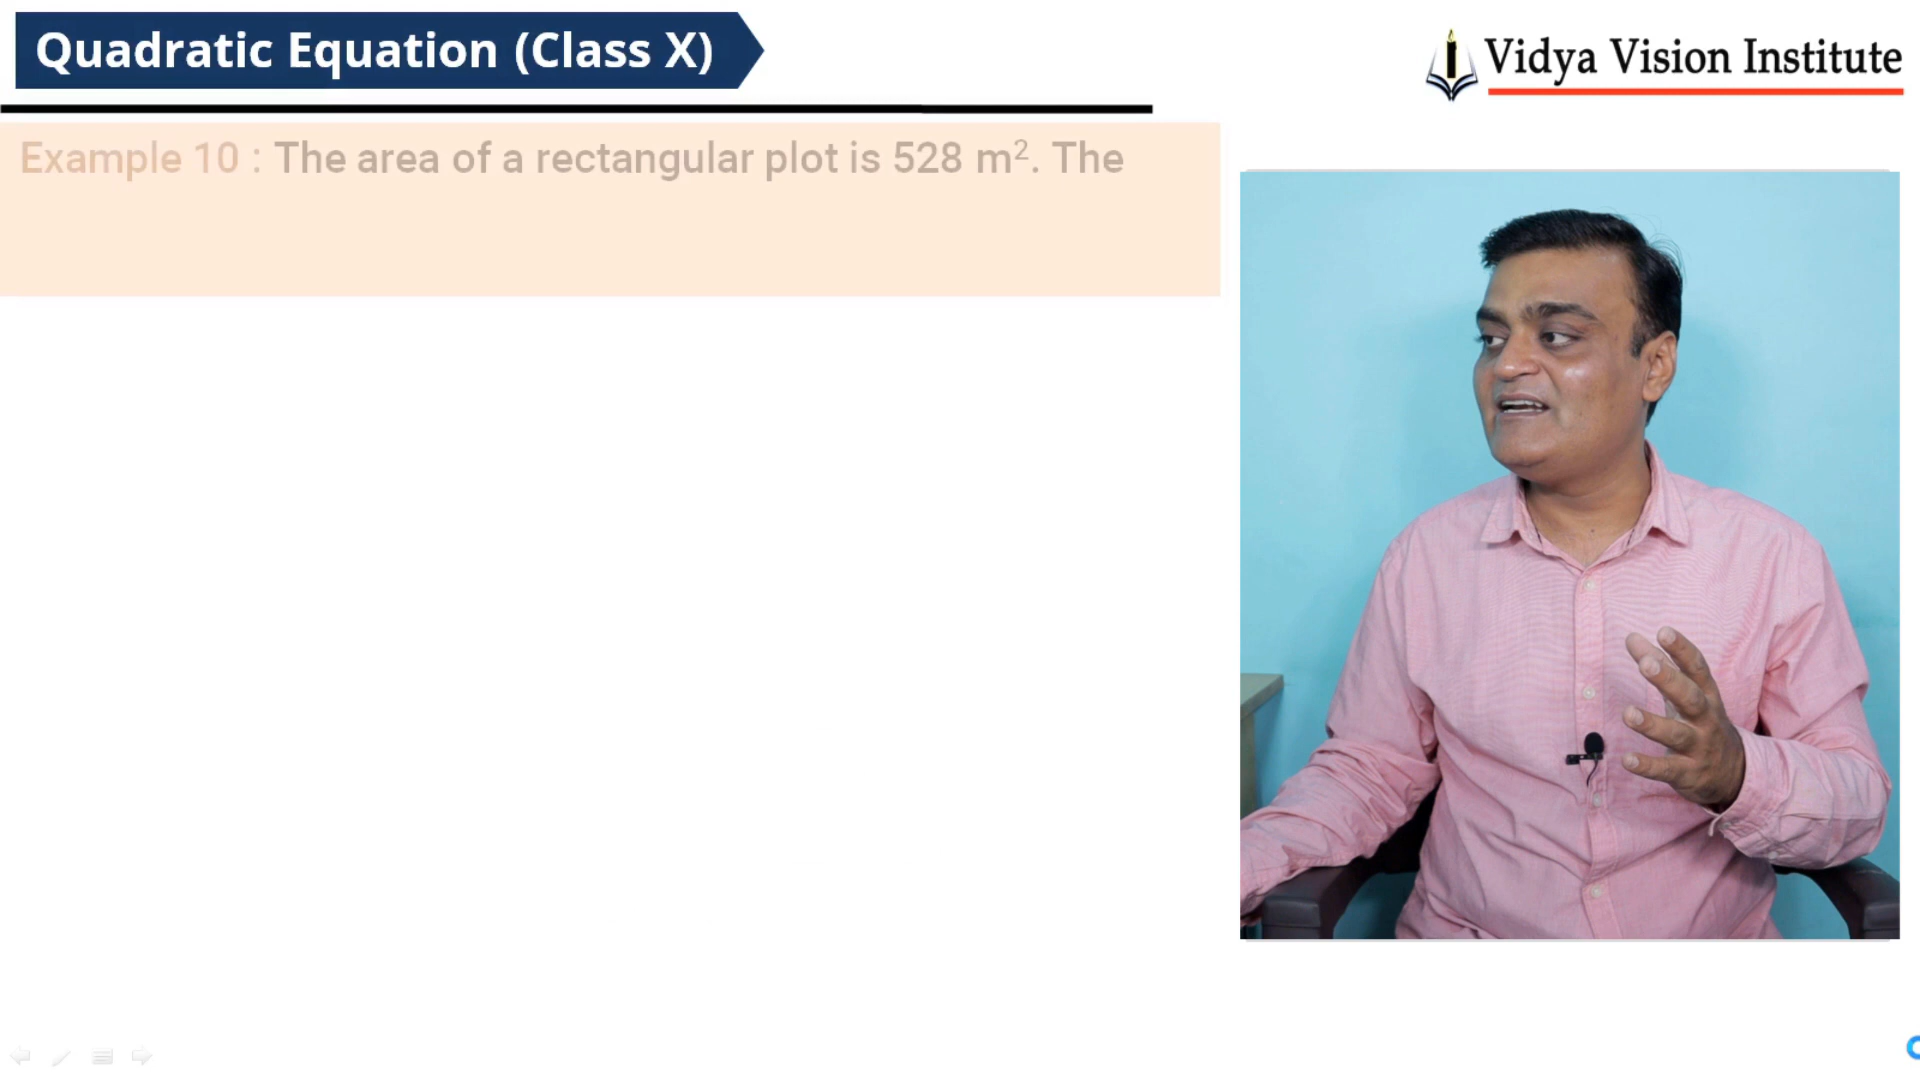 Quadratic Equation (Class X)
Vidya Vision Institute
Example 10 : The area of a rectangular plot is 528 m². The